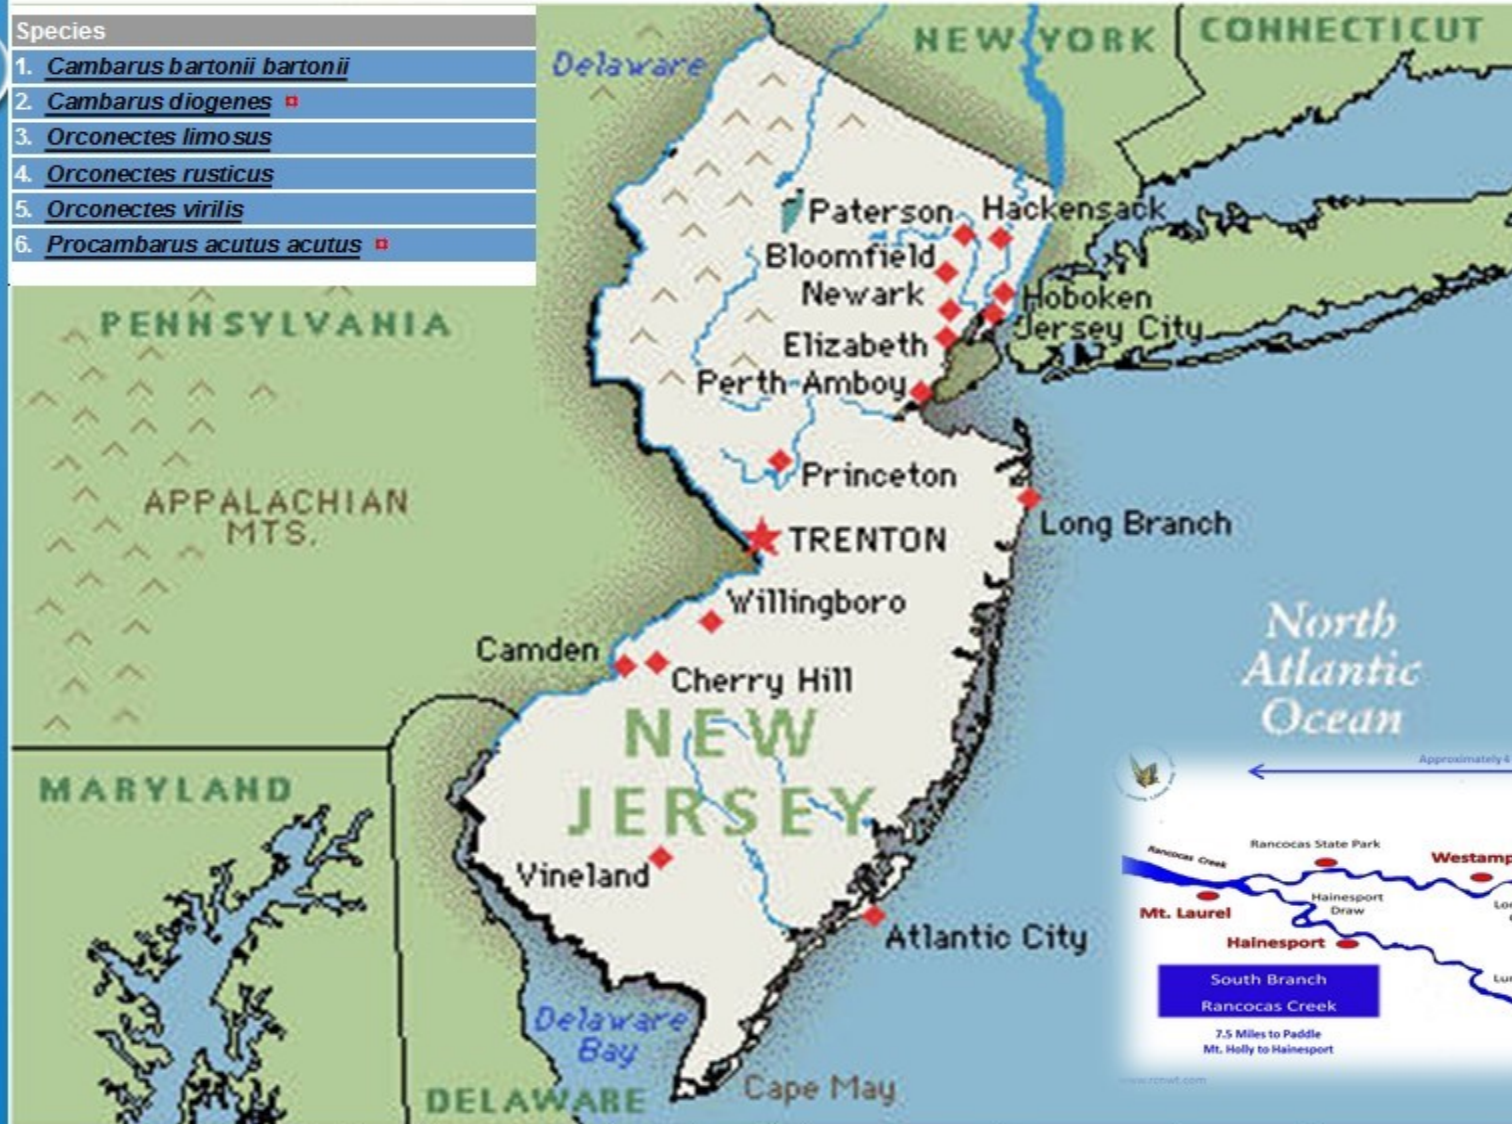 Species
1. Cambarus bartonii bartonii
2. Cambarus diogenes ¤
3. Orconectes limosus
4. Orconectes rusticus
5. Orconectes virilis
6. Procambarus acutus acutus ¤
Delaware
NEW YORK
CONNECTICUT
Paterson
Hackensack
Bloomfield
Newark
Hoboken
Jersey City
Elizabeth
Perth Amboy
PENNSYLVANIA
Princeton
APPALACHIAN
MTS.
Long Branch
TRENTON
Willingboro
Camden
Cherry Hill
North
Atlantic
Ocean
NEW
JERSEY
MARYLAND
Vineland
Atlantic City
Delaware
Bay
Cape May
DELAWARE
Approximately 6
Rancocas Creek
Rancocas State Park
Westamp
Mt. Laurel
Hainesport
Draw
Hainesport
South Branch
Rancocas Creek
7.5 Miles to Paddle
Mt. Holly to Hainesport